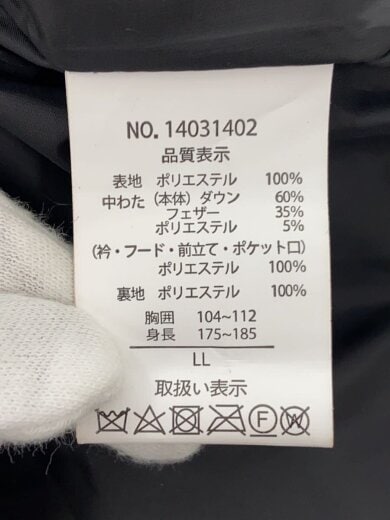 NO. 14031402
品質表示
表地 ポリエステル 100%
中わた (本体) ダウン 60%
フェザー 35%
ポリエステル 5%
(衿・フード・前立て・ポケット口)
ポリエステル 100%
裏地 ポリエステル 100%
胸囲 104~112
身長 175~185
LL
取扱い表示
F W